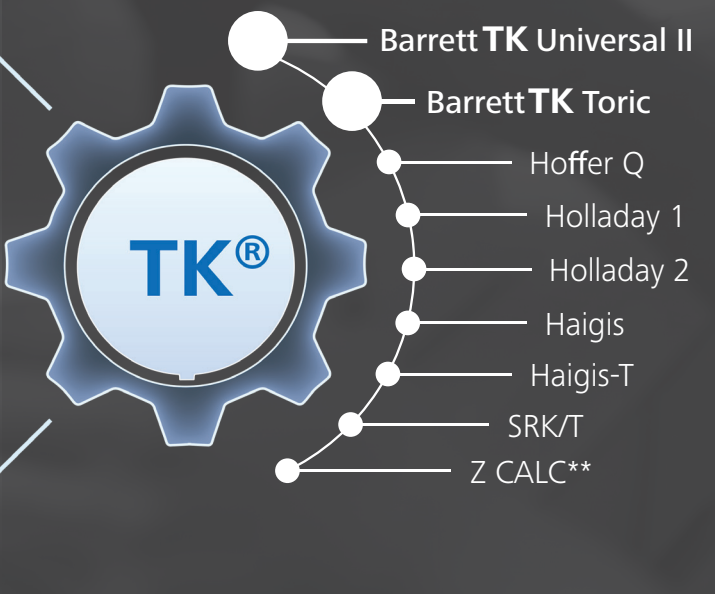 Barrett TK Universal II
Barrett TK Toric
Hoffer Q
Holladay 1
TK®
Holladay 2
Haigis
Haigis-T
SRK/T
Z CALC**